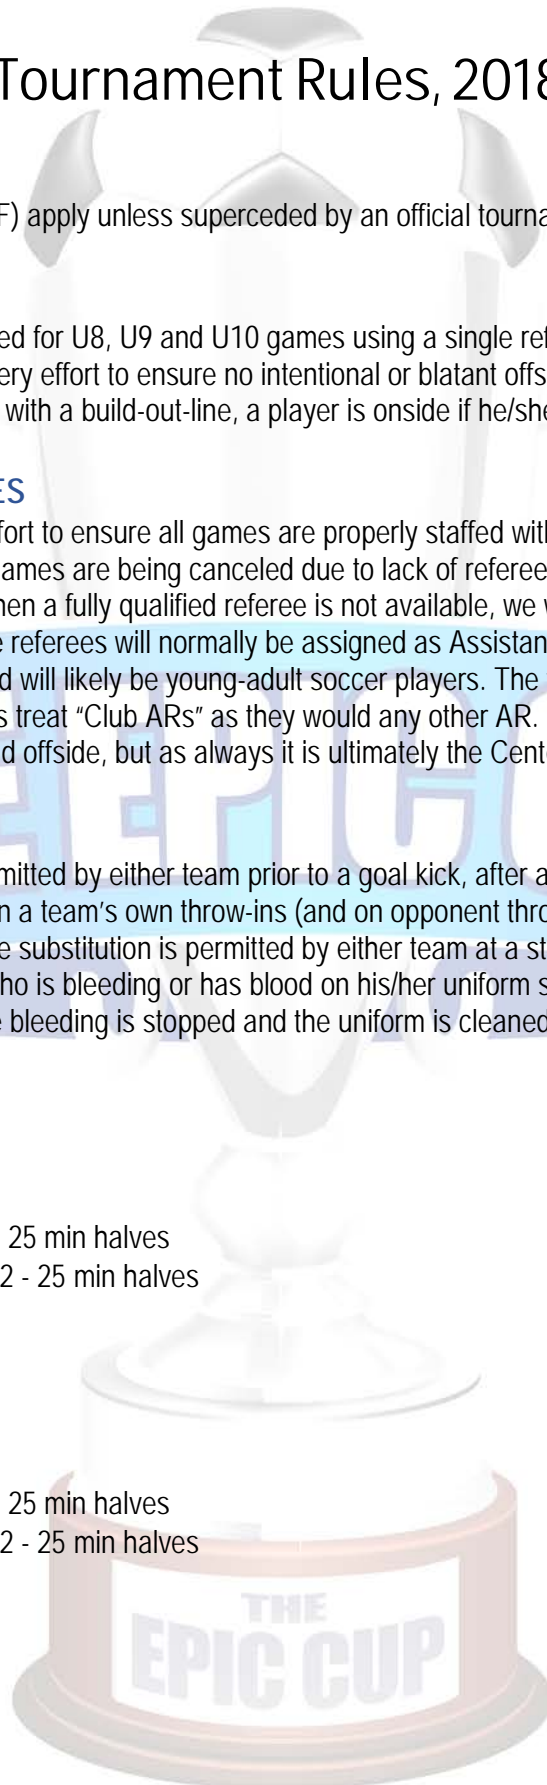 Tournament Rules, 2018
F) apply unless superceded by an official tourna
ed for U8, U9 and U10 games using a single ref
ery effort to ensure no intentional or blatant offs
with a build-out-line, a player is onside if he/she
ES
fort to ensure all games are properly staffed with
ames are being canceled due to lack of referee
hen a fully qualified referee is not available, we w
e referees will normally be assigned as Assistan
d will likely be young-adult soccer players. The
s treat “Club ARs” as they would any other AR.
d offside, but as always it is ultimately the Cente
mitted by either team prior to a goal kick, after a
n a team's own throw-ins (and on opponent thro
e substitution is permitted by either team at a st
ho is bleeding or has blood on his/her uniform s
e bleeding is stopped and the uniform is cleaned
25 min halves
2 - 25 min halves
25 min halves
2 - 25 min halves
THE
EPIC CUP